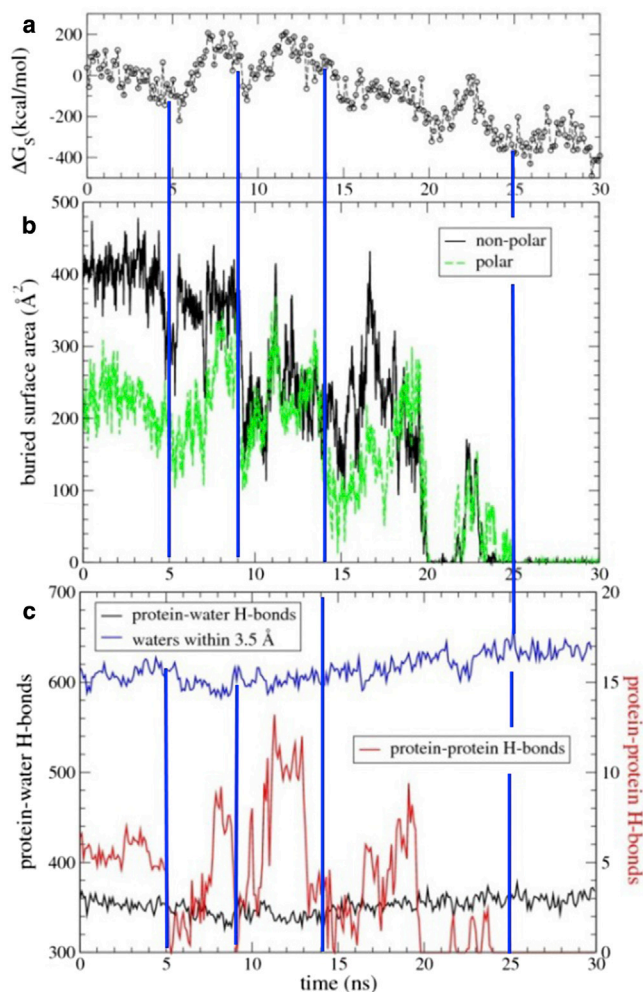 a
200
0
-200
-400
ΔG_S(kcal/mol)
0 5 10 15 20 25 30
b
500
400
300
200
100
0
buried surface area (Å²)
non-polar
polar
0 5 10 15 20 25 30
c
700
600
500
400
300
protein-water H-bonds
protein-water H-bonds
waters within 3.5 Å
protein-protein H-bonds
20
15
10
5
0
protein-protein H-bonds
0 5 10 15 20 25 30
time (ns)